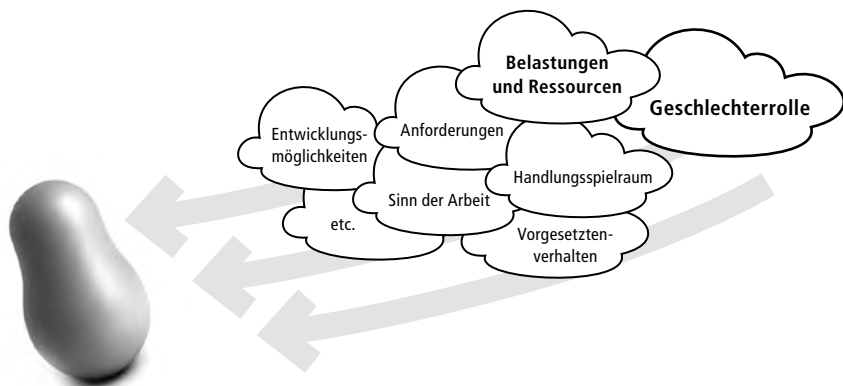 Belastungen
und Ressourcen
Geschlechterrolle
Entwicklungs-
möglichkeiten
Anforderungen
Handlungsspielraum
Sinn der Arbeit
etc.
Vorgesetzten-
verhalten